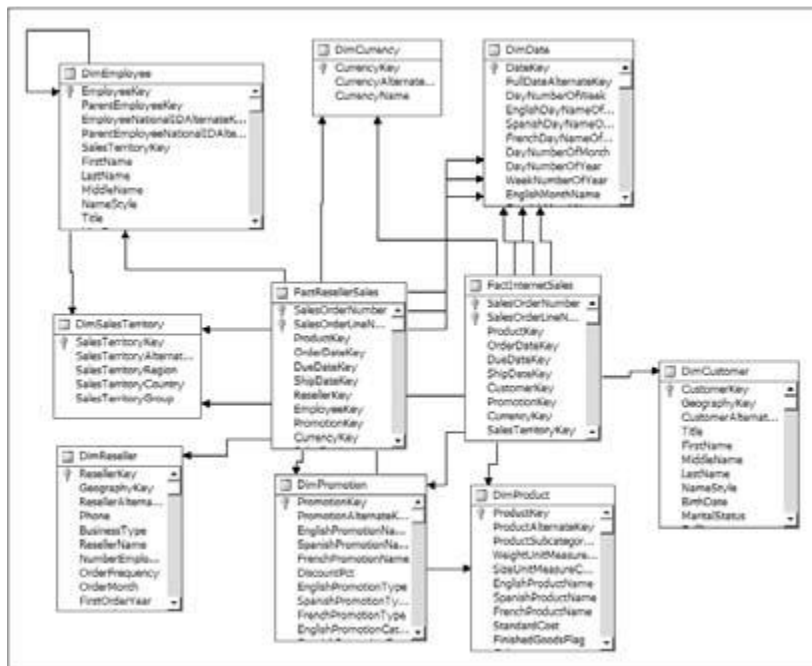 DimEmployee
EmployeeKey
ParentEmployeeKey
EmployeeNationalIDAlternateK...
ParentEmployeeNationalIDAlte...
SalesTerritoryKey
FirstName
LastName
MiddleName
NameStyle
Title
DimCurrency
CurrencyKey
CurrencyAlternate...
CurrencyName
DimDate
DateKey
FullDateAlternateKey
DayNumberOfWeek
EnglishDayNameOf...
SpanishDayNameO...
FrenchDayNameOf...
DayNumberOfMonth
DayNumberOfYear
WeekNumberOfYear
EnglishMonthName
DimSalesTerritory
SalesTerritoryKey
SalesTerritoryAlternat...
SalesTerritoryRegion
SalesTerritoryCountry
SalesTerritoryGroup
FactResellerSales
SalesOrderNumber
SalesOrderLineN...
ProductKey
OrderDateKey
DueDateKey
ShipDateKey
ResellerKey
EmployeeKey
PromotionKey
CurrencyKey
FactInternetSales
SalesOrderNumber
SalesOrderLineN...
ProductKey
OrderDateKey
DueDateKey
ShipDateKey
CustomerKey
PromotionKey
CurrencyKey
SalesTerritoryKey
DimCustomer
CustomerKey
GeographyKey
CustomerAlternat...
Title
FirstName
MiddleName
LastName
NameStyle
BirthDate
MaritalStatus
DimReseller
ResellerKey
GeographyKey
ResellerAlterna...
Phone
BusinessType
ResellerName
NumberEmplo...
OrderFrequency
OrderMonth
FirstOrderYear
DimPromotion
PromotionKey
PromotionAlternateK...
EnglishPromotionNa...
SpanishPromotionNa...
FrenchPromotionName
DiscountPct
EnglishPromotionType
SpanishPromotionTy...
FrenchPromotionType
EnglishPromotionCat...
DimProduct
ProductKey
ProductAlternateKey
ProductSubcategor...
WeightUnitMeasure...
SizeUnitMeasureC...
EnglishProductName
SpanishProductName
FrenchProductName
StandardCost
FinishedGoodsFlag